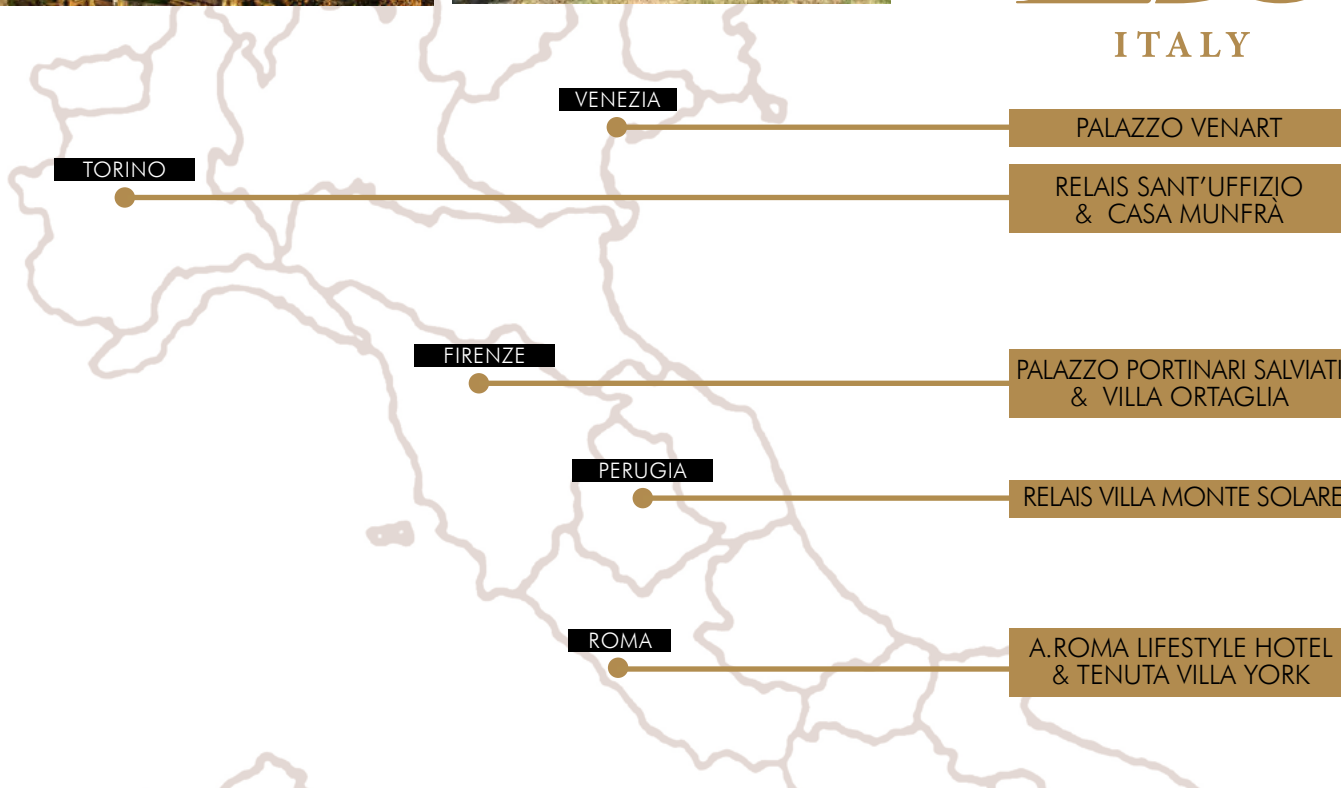 ITALY
VENEZIA
PALAZZO VENART
TORINO
RELAIS SANT'UFFIZIO
& CASA MUNFRÀ
FIRENZE
PALAZZO PORTINARI SALVIATI
& VILLA ORTAGLIA
PERUGIA
RELAIS VILLA MONTE SOLARE
ROMA
A.ROMA LIFESTYLE HOTEL
& TENUTA VILLA YORK